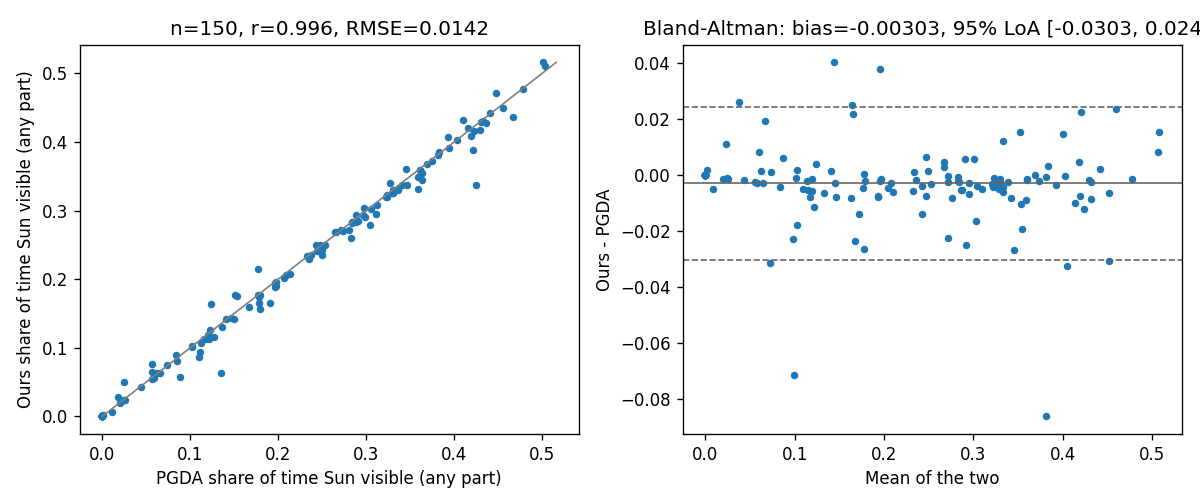 n=150, r=0.996, RMSE=0.0142
Ours share of time Sun visible (any part)
0.5
0.4
0.3
0.2
0.1
0.0
0.0 0.1 0.2 0.3 0.4 0.5
PGDA share of time Sun visible (any part)
Bland-Altman: bias=-0.00303, 95% LoA [-0.0303, 0.024
Ours - PGDA
0.04
0.02
0.00
−0.02
−0.04
−0.06
−0.08
0.0 0.1 0.2 0.3 0.4 0.5
Mean of the two